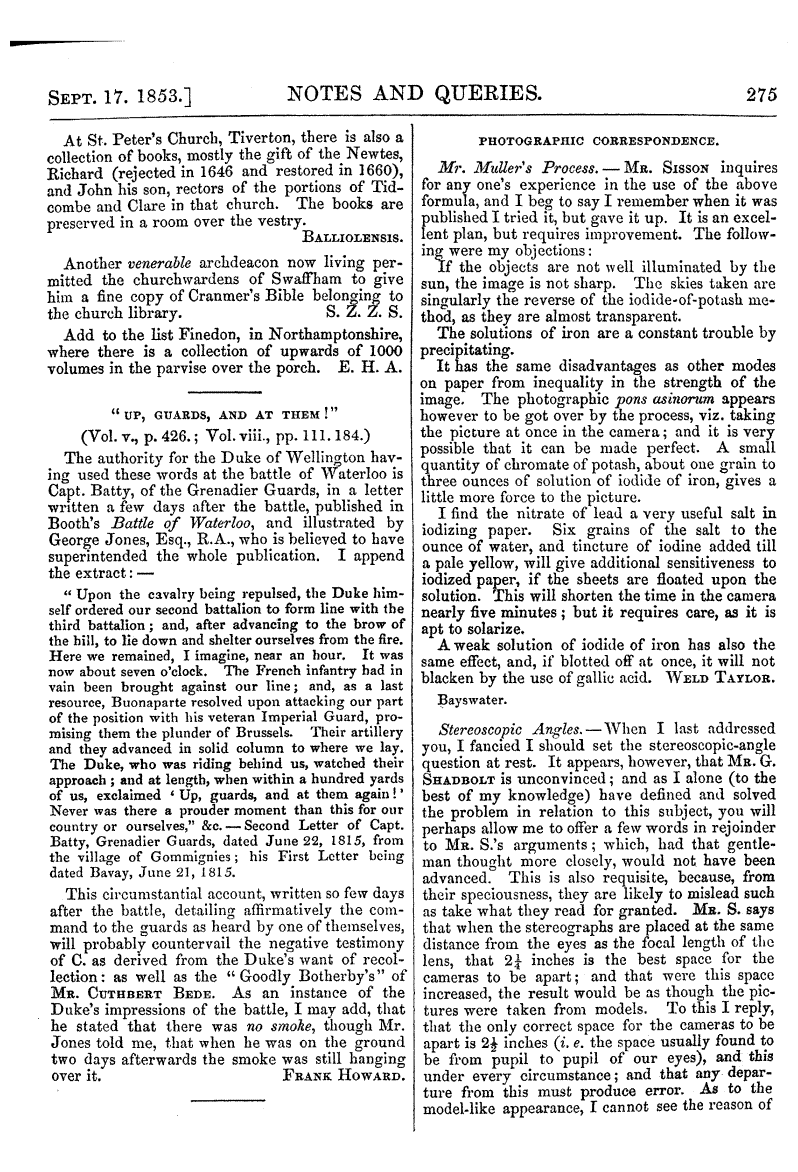 SEPT. 17. 1853.] NOTES AND QUERIES. 275
At St. Peter's Church, Tiverton, there is also a
collection of books, mostly the gift of the Newtes,
Richard (rejected in 1646 and restored in 1660),
and John his son, rectors of the portions of Tid-
combe and Clare in that church. The books are
preserved in a room over the vestry.
BALLIOLENSIS.
Another venerable archdeacon now living per-
mitted the churchwardens of Swaffham to give
him a fine copy of Cranmer's Bible belonging to
the church library. S. Z. Z. S.
Add to the list Finedon, in Northamptonshire,
where there is a collection of upwards of 1000
volumes in the parvise over the porch. E. H. A.
"UP, GUARDS, AND AT THEM!"
(Vol. v., p. 426.; Vol. viii., pp. 111. 184.)
The authority for the Duke of Wellington hav-
ing used these words at the battle of Waterloo is
Capt. Batty, of the Grenadier Guards, in a letter
written a few days after the battle, published in
Booth's Battle of Waterloo, and illustrated by
George Jones, Esq., R.A., who is believed to have
superintended the whole publication. I append
the extract: —
"Upon the cavalry being repulsed, the Duke him-
self ordered our second battalion to form line with the
third battalion; and, after advancing to the brow of
the hill, to lie down and shelter ourselves from the fire.
Here we remained, I imagine, near an hour. It was
now about seven o'clock. The French infantry had in
vain been brought against our line; and, as a last
resource, Buonaparte resolved upon attacking our part
of the position with his veteran Imperial Guard, pro-
mising them the plunder of Brussels. Their artillery
and they advanced in solid column to where we lay.
The Duke, who was riding behind us, watched their
approach; and at length, when within a hundred yards
of us, exclaimed 'Up, guards, and at them again!'
Never was there a prouder moment than this for our
country or ourselves," &c. — Second Letter of Capt.
Batty, Grenadier Guards, dated June 22, 1815, from
the village of Gommignies; his First Letter being
dated Bavay, June 21, 1815.
This circumstantial account, written so few days
after the battle, detailing affirmatively the com-
mand to the guards as heard by one of themselves,
will probably countervail the negative testimony
of C. as derived from the Duke's want of recol-
lection: as well as the "Goodly Botherby's" of
MR. CUTHBERT BEDE. As an instance of the
Duke's impressions of the battle, I may add, that
he stated that there was no smoke, though Mr.
Jones told me, that when he was on the ground
two days afterwards the smoke was still hanging
over it. FRANK HOWARD.
PHOTOGRAPHIC CORRESPONDENCE.
Mr. Muller's Process. — MR. SISSON inquires
for any one's experience in the use of the above
formula, and I beg to say I remember when it was
published I tried it, but gave it up. It is an excel-
lent plan, but requires improvement. The follow-
ing were my objections:
If the objects are not well illuminated by the
sun, the image is not sharp. The skies taken are
singularly the reverse of the iodide-of-potash me-
thod, as they are almost transparent.
The solutions of iron are a constant trouble by
precipitating.
It has the same disadvantages as other modes
on paper from inequality in the strength of the
image. The photographic pons asinorum appears
however to be got over by the process, viz. taking
the picture at once in the camera; and it is very
possible that it can be made perfect. A small
quantity of chromate of potash, about one grain to
three ounces of solution of iodide of iron, gives a
little more force to the picture.
I find the nitrate of lead a very useful salt in
iodizing paper. Six grains of the salt to the
ounce of water, and tincture of iodine added till
a pale yellow, will give additional sensitiveness to
iodized paper, if the sheets are floated upon the
solution. This will shorten the time in the camera
nearly five minutes; but it requires care, as it is
apt to solarize.
A weak solution of iodide of iron has also the
same effect, and, if blotted off at once, it will not
blacken by the use of gallic acid. WELD TAYLOR.
Bayswater.
Stereoscopic Angles. — When I last addressed
you, I fancied I should set the stereoscopic-angle
question at rest. It appears, however, that MR. G.
SHADBOLT is unconvinced; and as I alone (to the
best of my knowledge) have defined and solved
the problem in relation to this subject, you will
perhaps allow me to offer a few words in rejoinder
to MR. S.'s arguments; which, had that gentle-
man thought more closely, would not have been
advanced. This is also requisite, because, from
their speciousness, they are likely to mislead such
as take what they read for granted. MR. S. says
that when the stereographs are placed at the same
distance from the eyes as the focal length of the
lens, that 2¼ inches is the best space for the
cameras to be apart; and that were this space
increased, the result would be as though the pic-
tures were taken from models. To this I reply,
that the only correct space for the cameras to be
apart is 2½ inches (i. e. the space usually found to
be from pupil to pupil of our eyes), and this
under every circumstance; and that any depar-
ture from this must produce error. As to the
model-like appearance, I cannot see the reason of